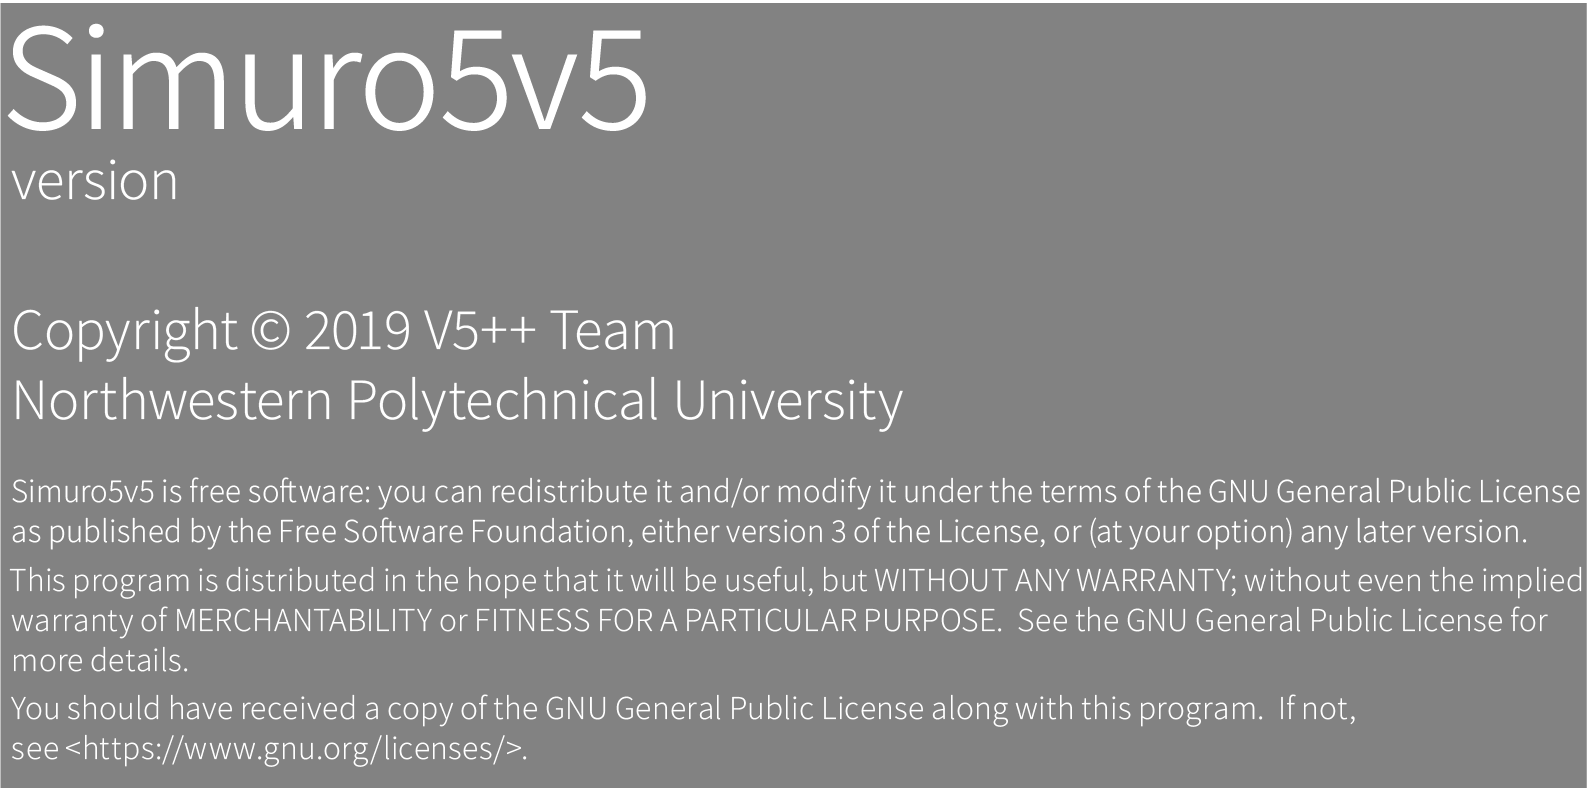 Simuro5v5
version
Copyright © 2019 V5++ Team
Northwestern Polytechnical University
Simuro5v5 is free software: you can redistribute it and/or modify it under the terms of the GNU General Public License
as published by the Free Software Foundation, either version 3 of the License, or (at your option) any later version.
This program is distributed in the hope that it will be useful, but WITHOUT ANY WARRANTY; without even the implied
warranty of MERCHANTABILITY or FITNESS FOR A PARTICULAR PURPOSE.  See the GNU General Public License for
more details.
You should have received a copy of the GNU General Public License along with this program.  If not,
see <https://www.gnu.org/licenses/>.